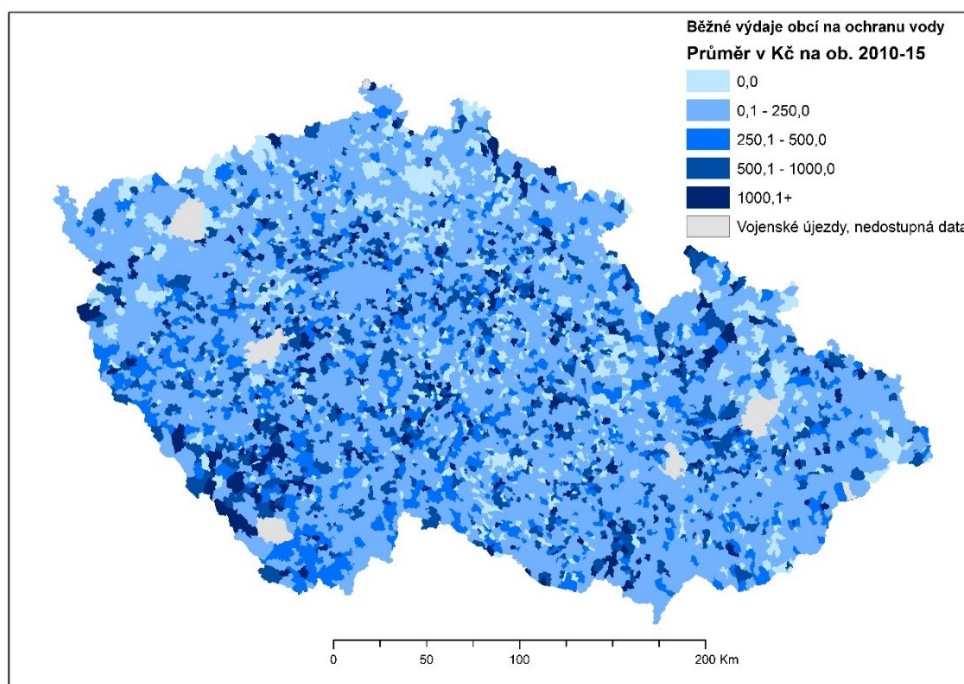 Běžné výdaje obcí na ochranu vody
Průměr v Kč na ob. 2010-15
0,0
0,1 - 250,0
250,1 - 500,0
500,1 - 1000,0
1000,1+
Vojenské újezdy, nedostupná data
0 50 100 200 Km